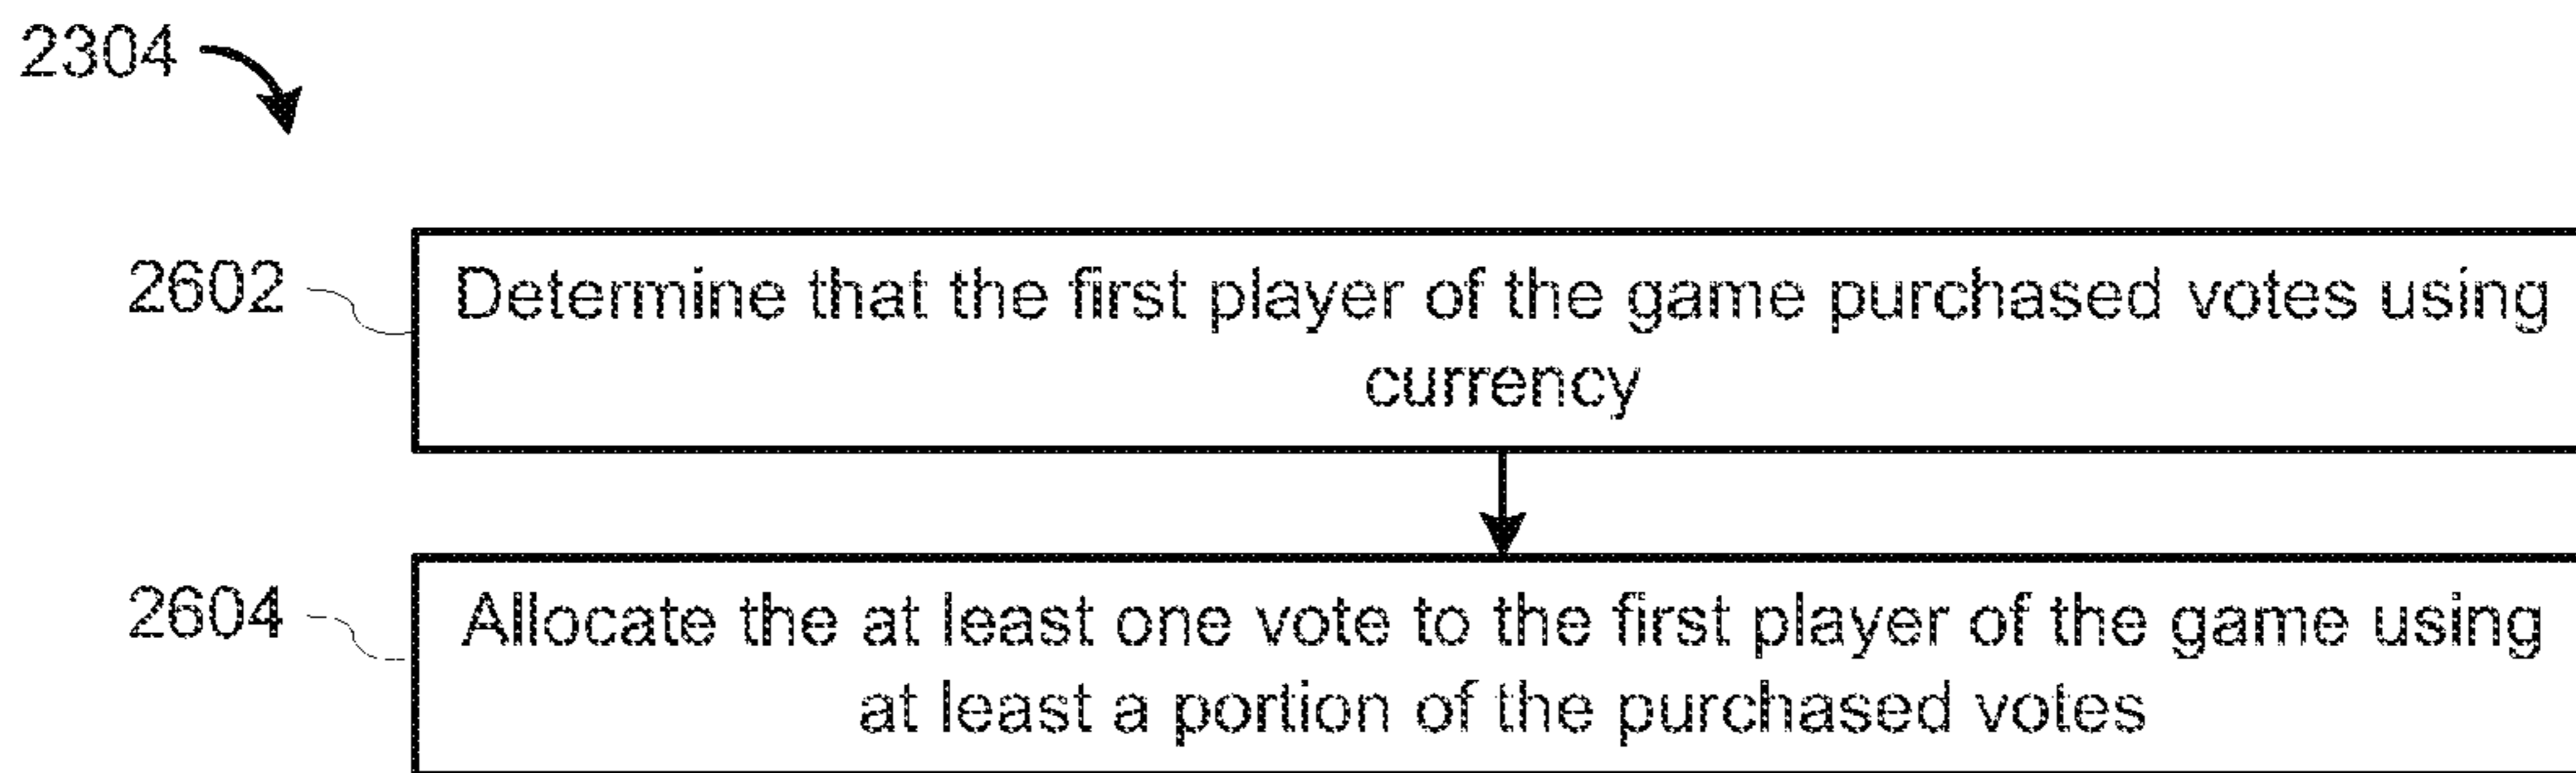 2304
2602
Determine that the first player of the game purchased votes using
currency
2604
Allocate the at least one vote to the first player of the game using
at least a portion of the purchased votes